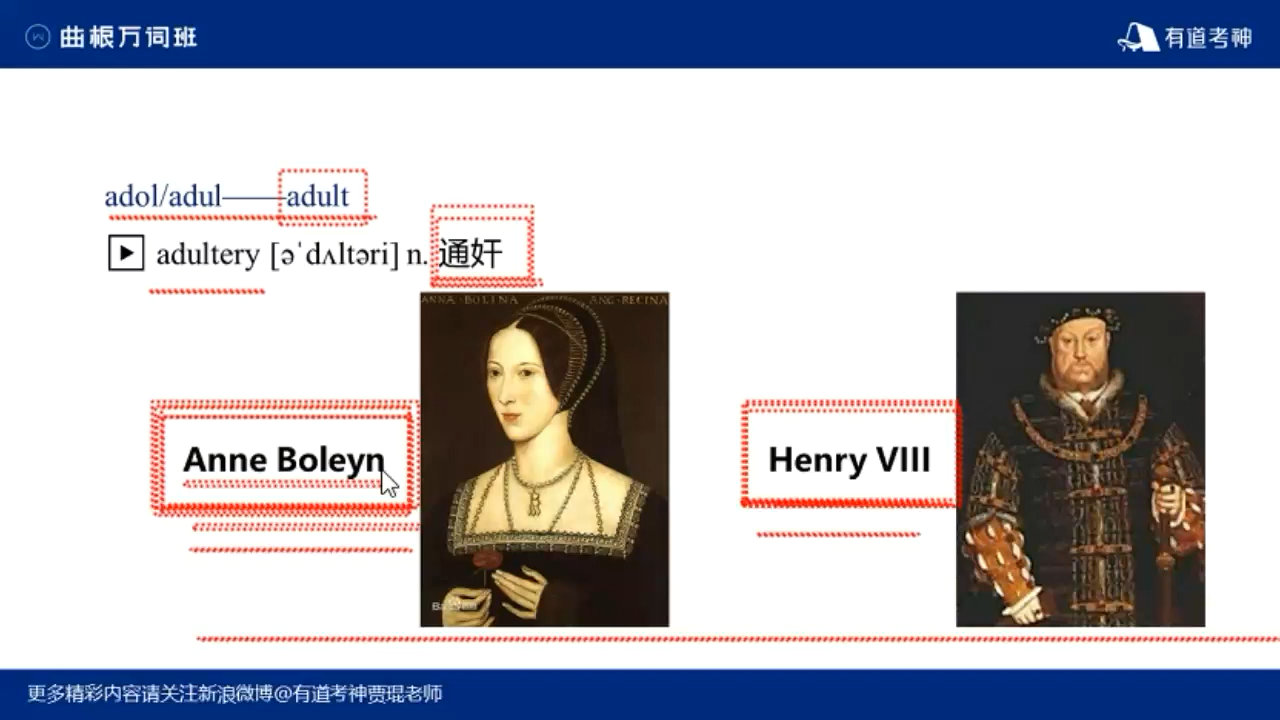 曲根万词班
有道考神
adol/adul——adult
adultery [əˈdʌltəri] n. 通奸
ANNA·BOLINA ANG·REGINA
Anne Boleyn
Henry VIII
B
更多精彩内容请关注新浪微博@有道考神贾琨老师